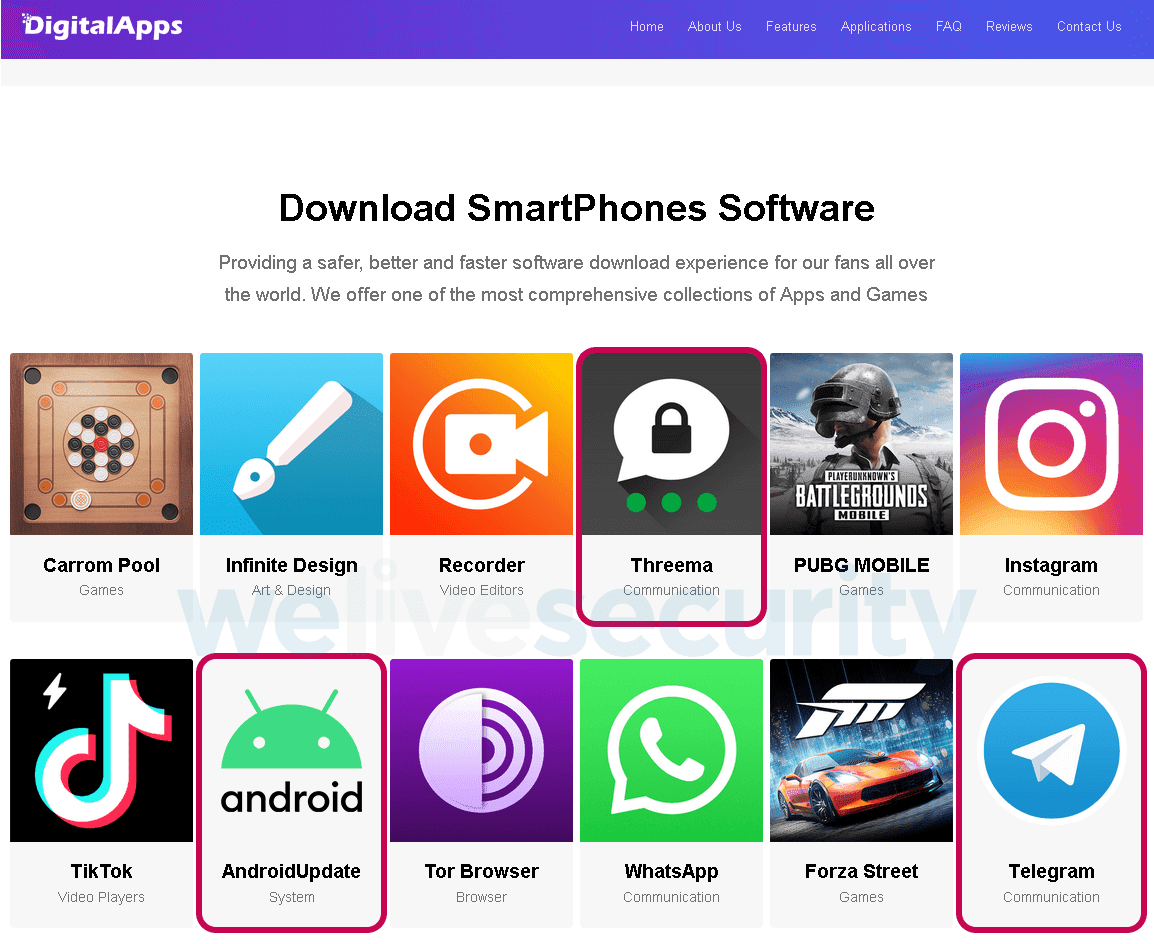 DigitalApps
Home About Us Features Applications FAQ Reviews Contact Us
Download SmartPhones Software
Providing a safer, better and faster software download experience for our fans all over
the world. We offer one of the most comprehensive collections of Apps and Games
PLAYERUNKNOWN'S
BATTLEGROUNDS
MOBILE
Carrom Pool Infinite Design Recorder Threema PUBG MOBILE Instagram
Games Art & Design Video Editors Communication Games Communication
welivesecurity
android
TikTok AndroidUpdate Tor Browser WhatsApp Forza Street Telegram
Video Players System Browser Communication Games Communication